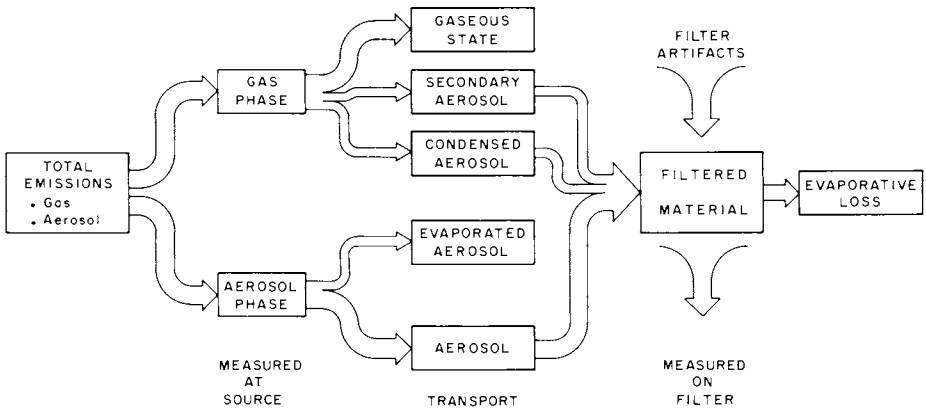 TOTAL
EMISSIONS
• Gas
• Aerosol
GAS
PHASE
AEROSOL
PHASE
MEASURED
AT
SOURCE
GASEOUS
STATE
SECONDARY
AEROSOL
CONDENSED
AEROSOL
EVAPORATED
AEROSOL
AEROSOL
TRANSPORT
FILTER
ARTIFACTS
FILTERED
MATERIAL
MEASURED
ON
FILTER
EVAPORATIVE
LOSS